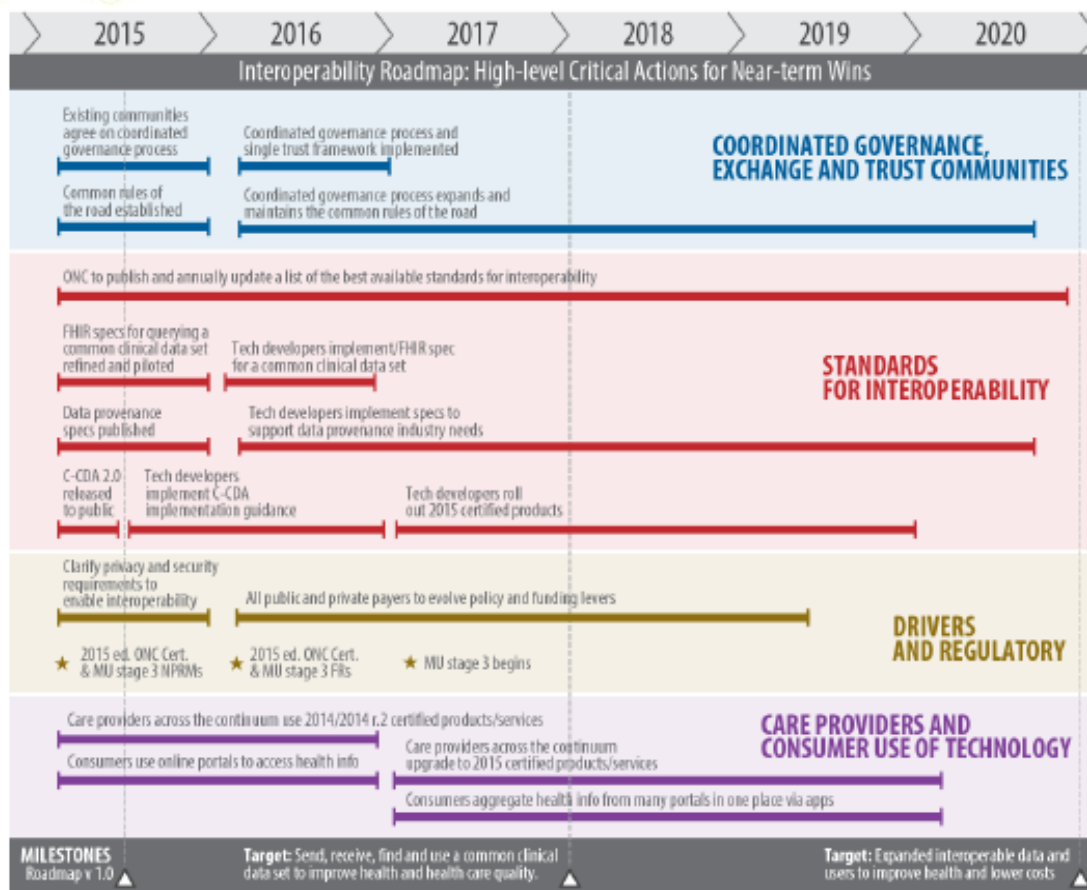 2015 2016 2017 2018 2019 2020
Interoperability Roadmap: High-level Critical Actions for Near-term Wins
COORDINATED GOVERNANCE,
EXCHANGE AND TRUST COMMUNITIES
Existing communities
agree on coordinated
governance process
Coordinated governance process and
single trust framework implemented
Common rules of
the road established
Coordinated governance process expands and
maintains the common rules of the road
STANDARDS
FOR INTEROPERABILITY
ONC to publish and annually update a list of the best available standards for interoperability
FHIR specs for querying a
common clinical data set
refined and piloted
Tech developers implement/FHIR spec
for a common clinical data set
Data provenance
specs published
Tech developers implement specs to
support data provenance industry needs
C-CDA 2.0
released
to public
Tech developers
implement C-CDA
implementation guidance
Tech developers roll
out 2015 certified products
DRIVERS
AND REGULATORY
Clarify privacy and security
requirements to
enable interoperability
All public and private payers to evolve policy and funding levers
2015 ed. ONC Cert.
& MU stage 3 NPRMs
2015 ed. ONC Cert.
& MU stage 3 FRs
MU stage 3 begins
CARE PROVIDERS AND
CONSUMER USE OF TECHNOLOGY
Care providers across the continuum use 2014/2014 r.2 certified products/services
Consumers use online portals to access health info
Care providers across the continuum
upgrade to 2015 certified products/services
Consumers aggregate health info from many portals in one place via apps
MILESTONES
Roadmap v 1.0
Target: Send, receive, find and use a common clinical
data set to improve health and health care quality.
Target: Expanded interoperable data and
users to improve health and lower costs